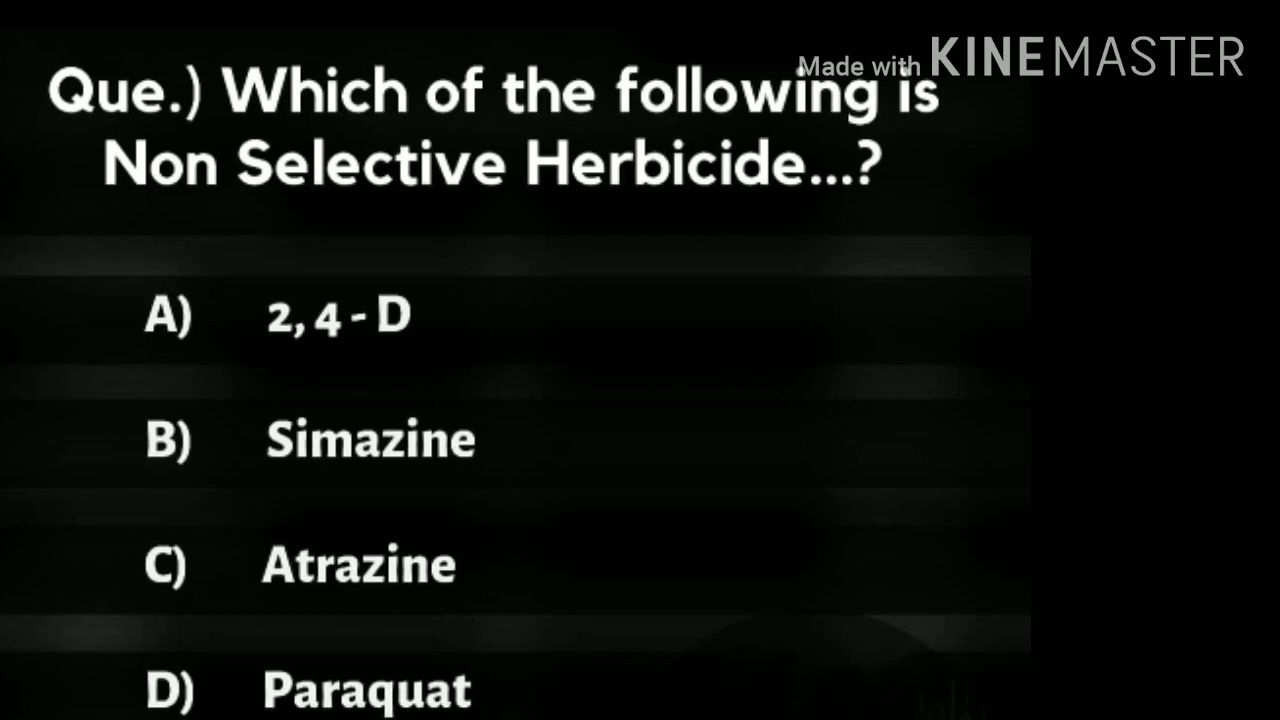 Made with KINEMASTER
Que.) Which of the following is
Non Selective Herbicide...?
A) 2, 4 - D
B) Simazine
C) Atrazine
D) Paraquat